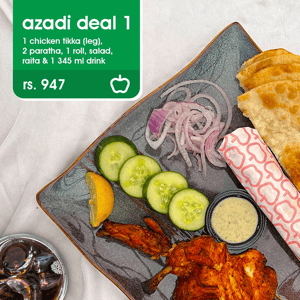 azadi deal 1
1 chicken tikka (leg),
2 paratha, 1 roll, salad,
raita & 1 345 ml drink
rs. 947